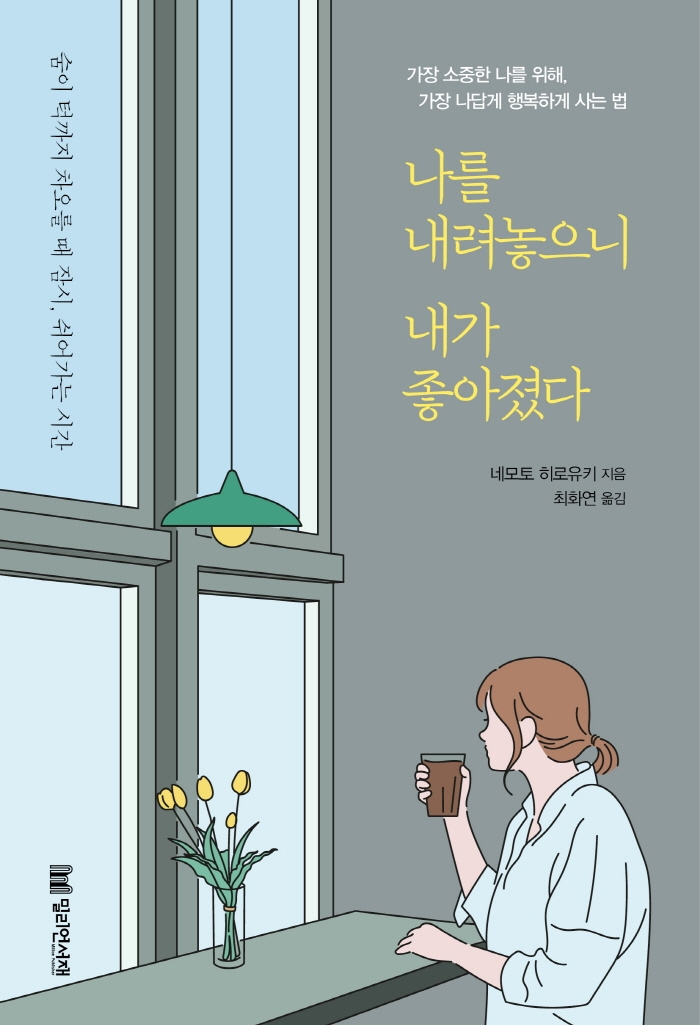 가장 소중한 나를 위해,
가장 나답게 행복하게 사는 법
나를
내려놓으니
내가
좋아졌다
네모토 히로유키 지음
최화연 옮김
숨이 턱까지 차오를 때 잠시, 쉬어가는 시간
밀리언서재
Million Publisher